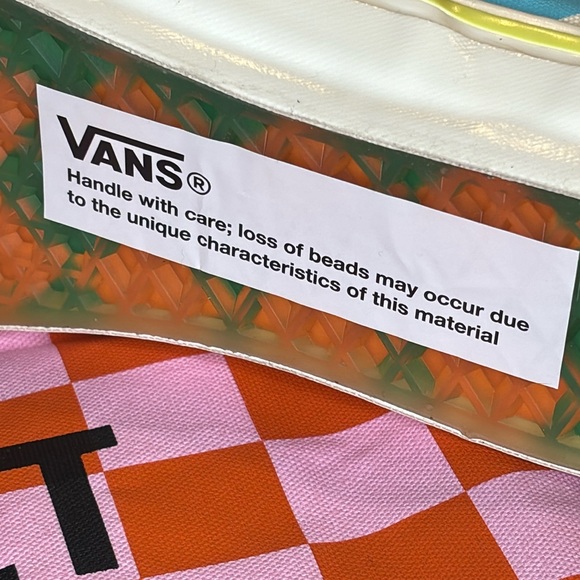 VANS®
Handle with care; loss of beads may occur due
to the unique characteristics of this material
T